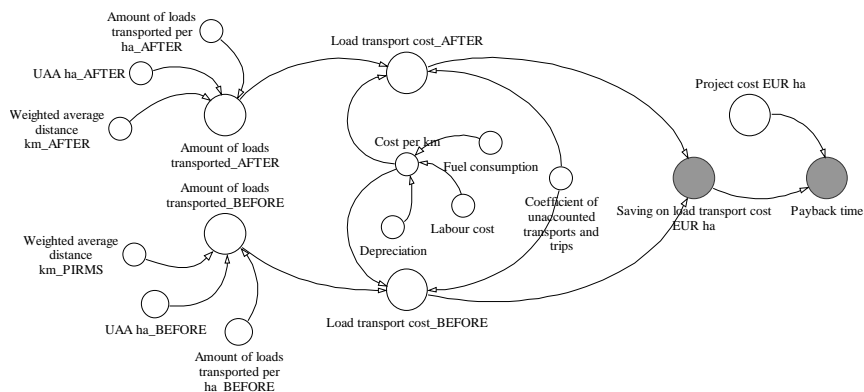 Amount of loads
transported per
ha_AFTER
UAA ha_AFTER
Weighted average
distance
km_AFTER
Amount of loads
transported_AFTER
Load transport cost_AFTER
Project cost EUR ha
Cost per km
Fuel consumption
Amount of loads
transported_BEFORE
Coefficient of
unaccounted
transports and
trips
Labour cost
Depreciation
Saving on load transport cost
EUR ha
Payback time
Weighted average
distance
km_PIRMS
UAA ha_BEFORE
Load transport cost_BEFORE
Amount of loads
transported per
ha_BEFORE